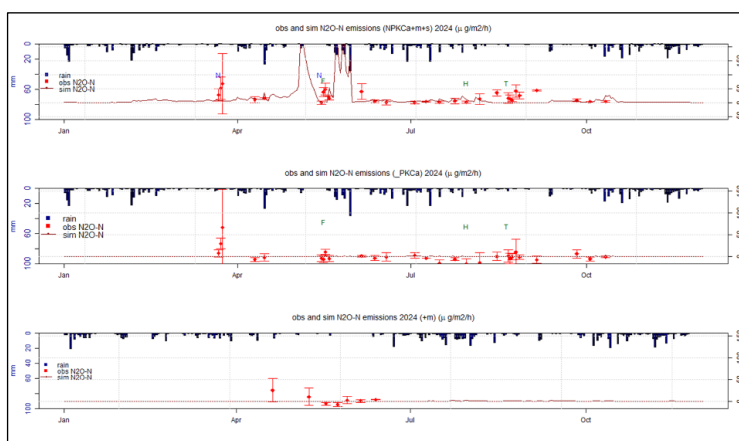 obs and sim N2O-N emissions (NPKCa+m+s) 2024 (μ g/m2/h)
0
20
40
60
100
mm
N
N
F
H
T
rain
obs N2O-N
sim N2O-N
Jan
Apr
Jul
Oct
obs and sim N2O-N emissions (_PKCa) 2024 (μ g/m2/h)
0
20
60
100
mm
F
H
T
rain
obs N2O-N
sim N2O-N
Jan
Apr
Jul
Oct
obs and sim N2O-N emissions 2024 (+m) (μ g/m2/h)
0
20
40
60
100
mm
rain
obs N2O-N
sim N2O-N
Jan
Apr
Jul
Oct